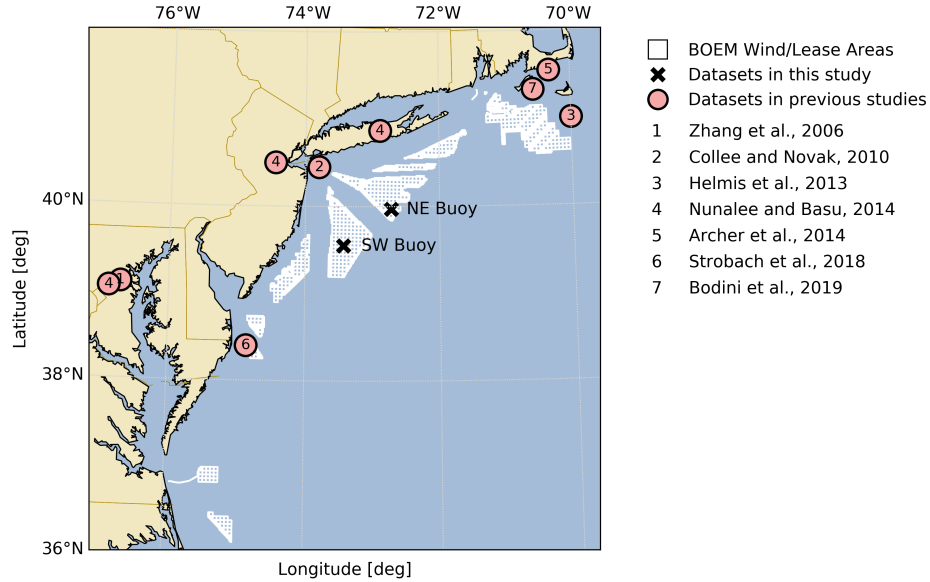 76°W 74°W 72°W 70°W
40°N
38°N
36°N
Latitude [deg]
Longitude [deg]
5
7
3
4
4
2
NE Buoy
SW Buoy
4 1
6
BOEM Wind/Lease Areas
Datasets in this study
Datasets in previous studies
1 Zhang et al., 2006
2 Collee and Novak, 2010
3 Helmis et al., 2013
4 Nunalee and Basu, 2014
5 Archer et al., 2014
6 Strobach et al., 2018
7 Bodini et al., 2019